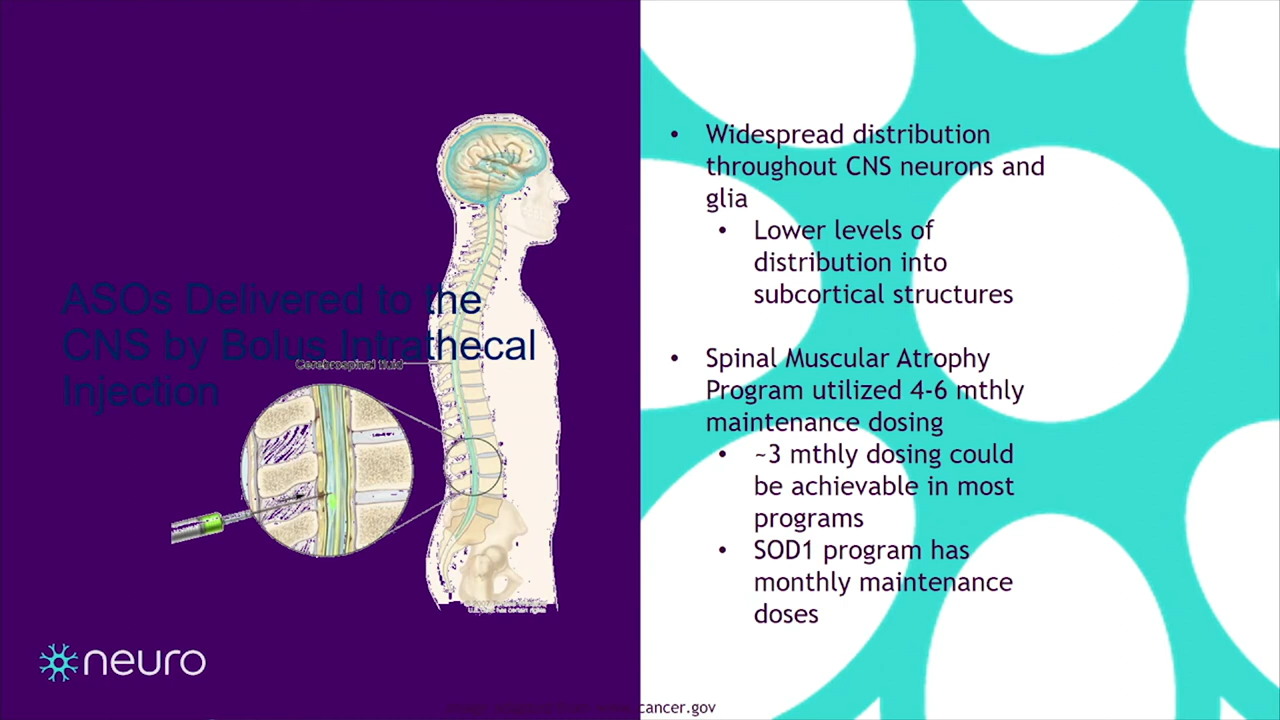 ASOs Delivered to the
CNS by Bolus Intrathecal
Injection
Cerebrospinal fluid
neuro
• Widespread distribution
throughout CNS neurons and
glia
• Lower levels of
distribution into
subcortical structures
• Spinal Muscular Atrophy
Program utilized 4-6 mthly
maintenance dosing
• ~3 mthly dosing could
be achievable in most
programs
• SOD1 program has
monthly maintenance
doses
cancer.gov